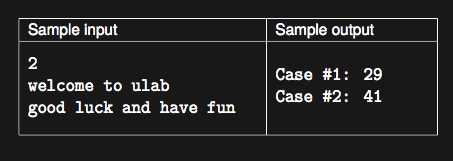 Sample input
Sample output
2
welcome to ulab
good luck and have fun
Case #1: 29
Case #2: 41